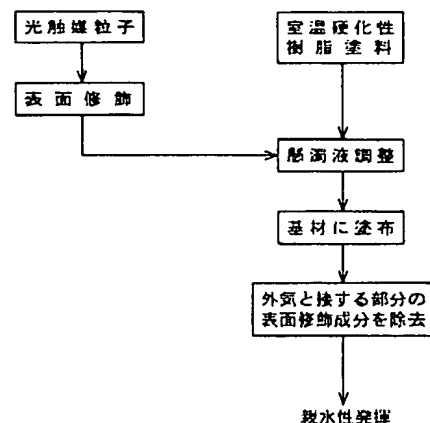 光触媒粒子
室温硬化性
樹脂塗料
表面修飾
懸濁液調整
基材に塗布
外気と接する部分の
表面修飾成分を除去
親水性発揮